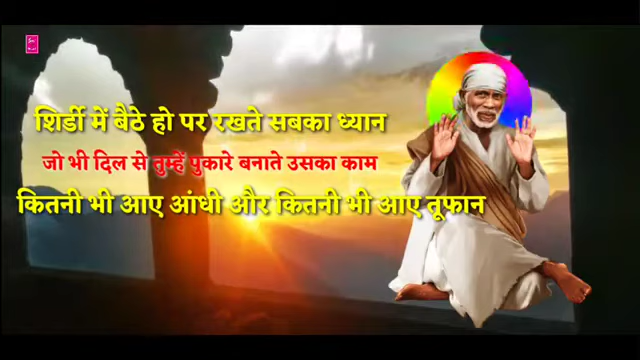 शिर्डी में बैठे हो पर रखते सबका ध्यान
जो भी दिल से तुम्हें पुकारे बनाते उसका काम
कितनी भी आए आंधी और कितनी भी आए तूफान